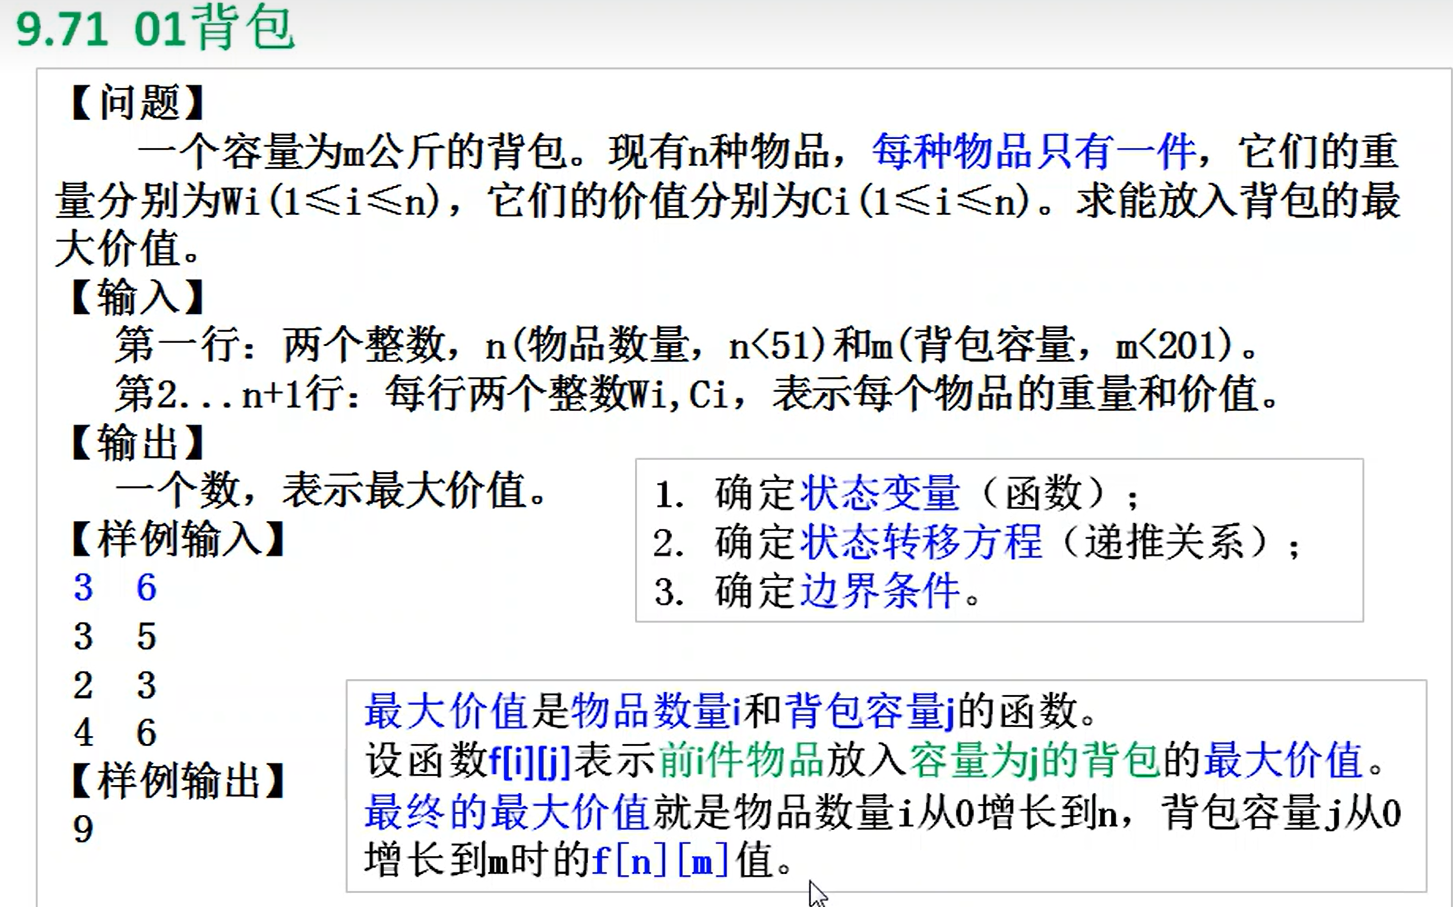 9.71 01背包
【问题】
一个容量为m公斤的背包。现有n种物品，每种物品只有一件，它们的重
量分别为Wi(1≤i≤n)，它们的价值分别为Ci(1≤i≤n)。求能放入背包的最
大价值。
【输入】
第一行：两个整数，n(物品数量，n<51)和m(背包容量，m<201)。
第2...n+1行：每行两个整数Wi,Ci，表示每个物品的重量和价值。
【输出】
一个数，表示最大价值。
【样例输入】
3 6
3 5
2 3
4 6
【样例输出】
9
1. 确定状态变量（函数）；
2. 确定状态转移方程（递推关系）；
3. 确定边界条件。
最大价值是物品数量i和背包容量j的函数。
设函数f[i][j]表示前i件物品放入容量为j的背包的最大价值。
最终的最大价值就是物品数量i从0增长到n，背包容量j从0
增长到m时的f[n][m]值。